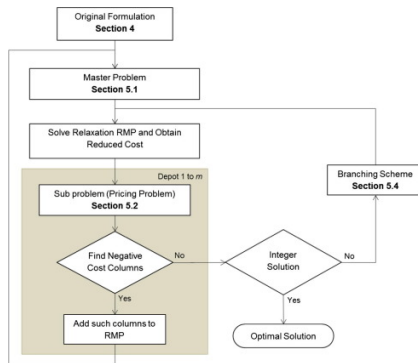 Original Formulation
Section 4
Master Problem
Section 5.1
Solve Relaxation RMP and Obtain
Reduced Cost
Depot 1 to m
Sub problem (Pricing Problem)
Section 5.2
Branching Scheme
Section 5.4
Find Negative
Cost Columns
No
Integer
Solution
No
Yes
Yes
Add such columns to
RMP
Optimal Solution